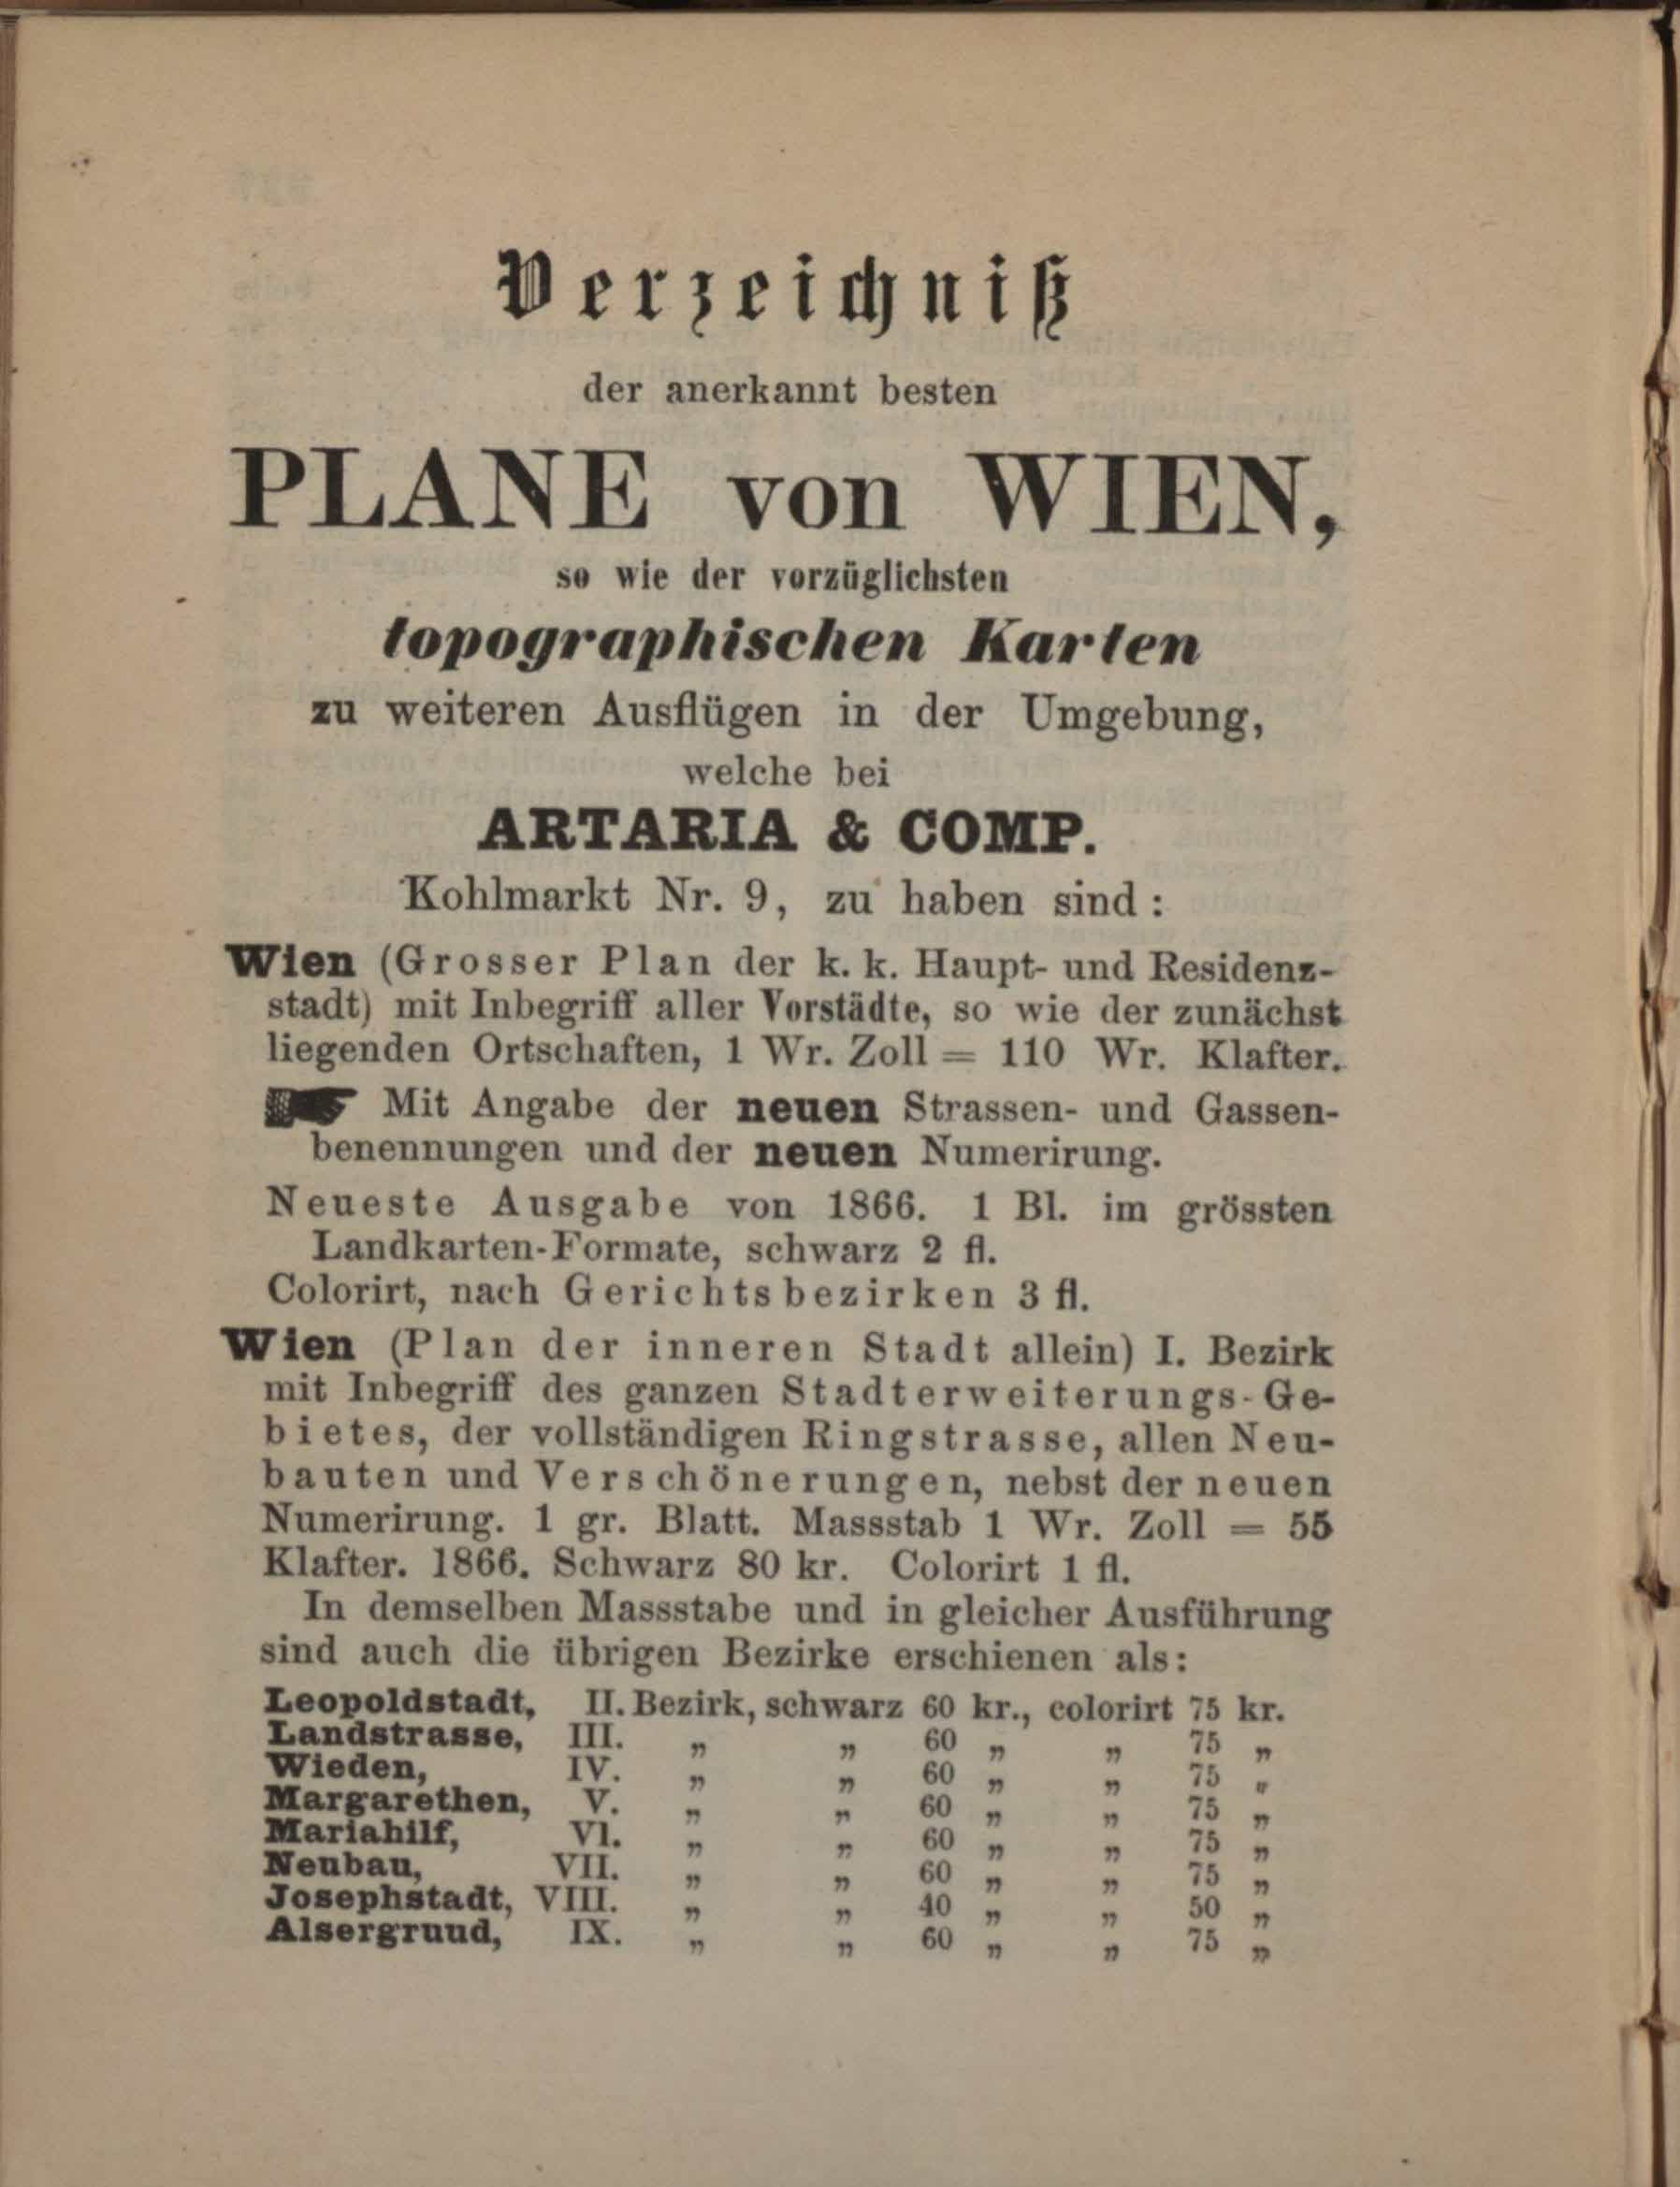 Verzeichniß
der anerkannt besten
PLANE von WIEN,
so wie der vorzüglichsten
topographischen Karten
zu weiteren Ausflügen in der Umgebung,
welche bei
ARTARIA & COMP.
Kohlmarkt Nr. 9, zu haben sind:
Wien (Grosser Plan der k. k. Haupt- und Residenz-
stadt) mit Inbegriff aller Vorstädte, so wie der zunächst
liegenden Ortschaften, 1 Wr. Zoll = 110 Wr. Klafter.
☛ Mit Angabe der neuen Strassen- und Gassen-
benennungen und der neuen Numerirung.
Neueste Ausgabe von 1866. 1 Bl. im grössten
Landkarten-Formate, schwarz 2 fl.
Colorirt, nach Gerichtsbezirken 3 fl.
Wien (Plan der inneren Stadt allein) I. Bezirk
mit Inbegriff des ganzen Stadterweiterungs-Ge-
bietes, der vollständigen Ringstrasse, allen Neu-
bauten und Verschönerungen, nebst der neuen
Numerirung. 1 gr. Blatt. Massstab 1 Wr. Zoll = 55
Klafter. 1866. Schwarz 80 kr. Colorirt 1 fl.
In demselben Massstabe und in gleicher Ausführung
sind auch die übrigen Bezirke erschienen als:
Leopoldstadt, II. Bezirk, schwarz 60 kr., colorirt 75 kr.
Landstrasse, III. „ „ 60 „ „ 75 „
Wieden, IV. „ „ 60 „ „ 75 „
Margarethen, V. „ „ 60 „ „ 75 „
Mariahilf, VI. „ „ 60 „ „ 75 „
Neubau, VII. „ „ 60 „ „ 75 „
Josephstadt, VIII. „ „ 40 „ „ 50 „
Alsergruud, IX. „ „ 60 „ „ 75 „